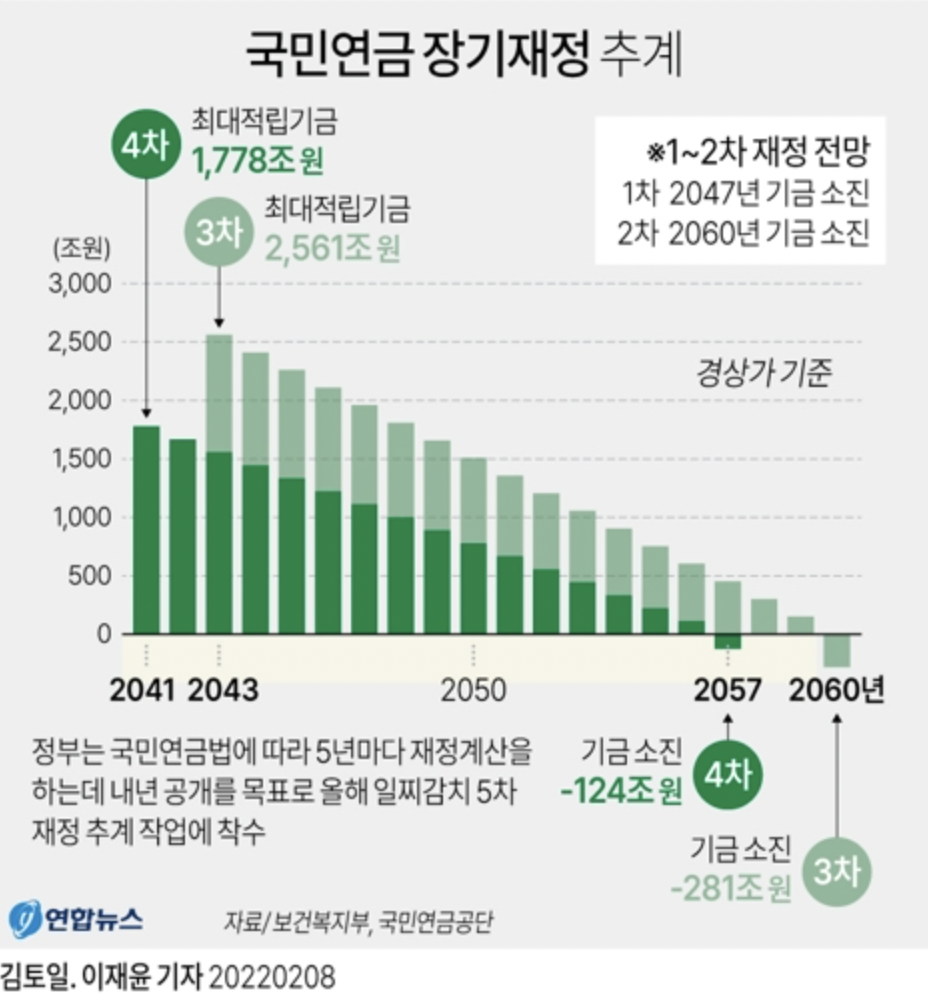 국민연금 장기재정 추계
4차
최대적립기금
1,778조 원
3차
최대적립기금
2,561조 원
※1~2차 재정 전망
1차 2047년 기금 소진
2차 2060년 기금 소진
(조원)
3,000
2,500
경상가 기준
2,000
1,500
1,000
500
0
2041 2043 2050 2057 2060년
정부는 국민연금법에 따라 5년마다 재정계산을
하는데 내년 공개를 목표로 올해 일찌감치 5차
재정 추계 작업에 착수
기금 소진
-124조 원
4차
기금 소진
-281조 원
3차
y 연합뉴스
자료/ 보건복지부, 국민연금공단
김토일. 이재윤 기자 20220208